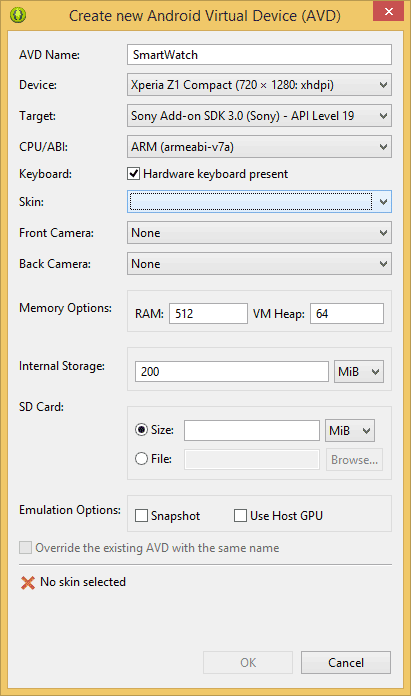 Create new Android Virtual Device (AVD)
AVD Name: SmartWatch
Device: Xperia Z1 Compact (720 × 1280: xhdpi)
Target: Sony Add-on SDK 3.0 (Sony) - API Level 19
CPU/ABI: ARM (armeabi-v7a)
Keyboard: Hardware keyboard present
Skin:
Front Camera: None
Back Camera: None
Memory Options: RAM: 512 VM Heap: 64
Internal Storage: 200 MiB
SD Card:
Size: MiB
File: Browse...
Emulation Options: Snapshot Use Host GPU
Override the existing AVD with the same name
No skin selected
OK Cancel